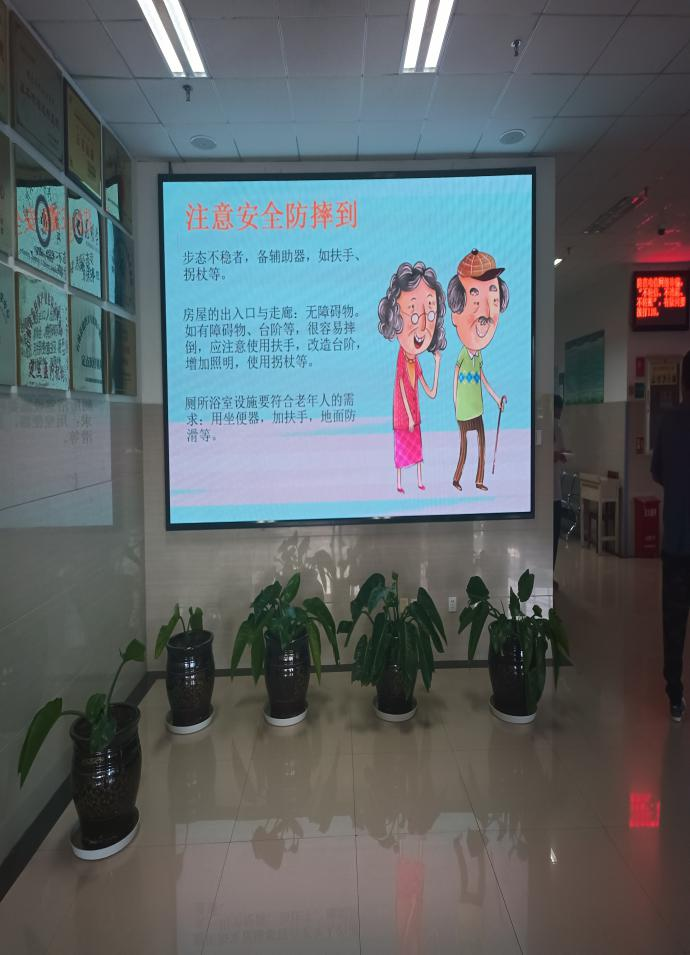 注意安全防摔到
步态不稳者，备辅助器，如扶手、
拐杖等。
房屋的出入口与走廊：无障碍物。
如有障碍物、台阶等，很容易摔
倒，应注意使用扶手，改造台阶，
增加照明，使用拐杖等。
厕所浴室设施要符合老年人的需
求：用坐便器，加扶手，地面防
滑等。